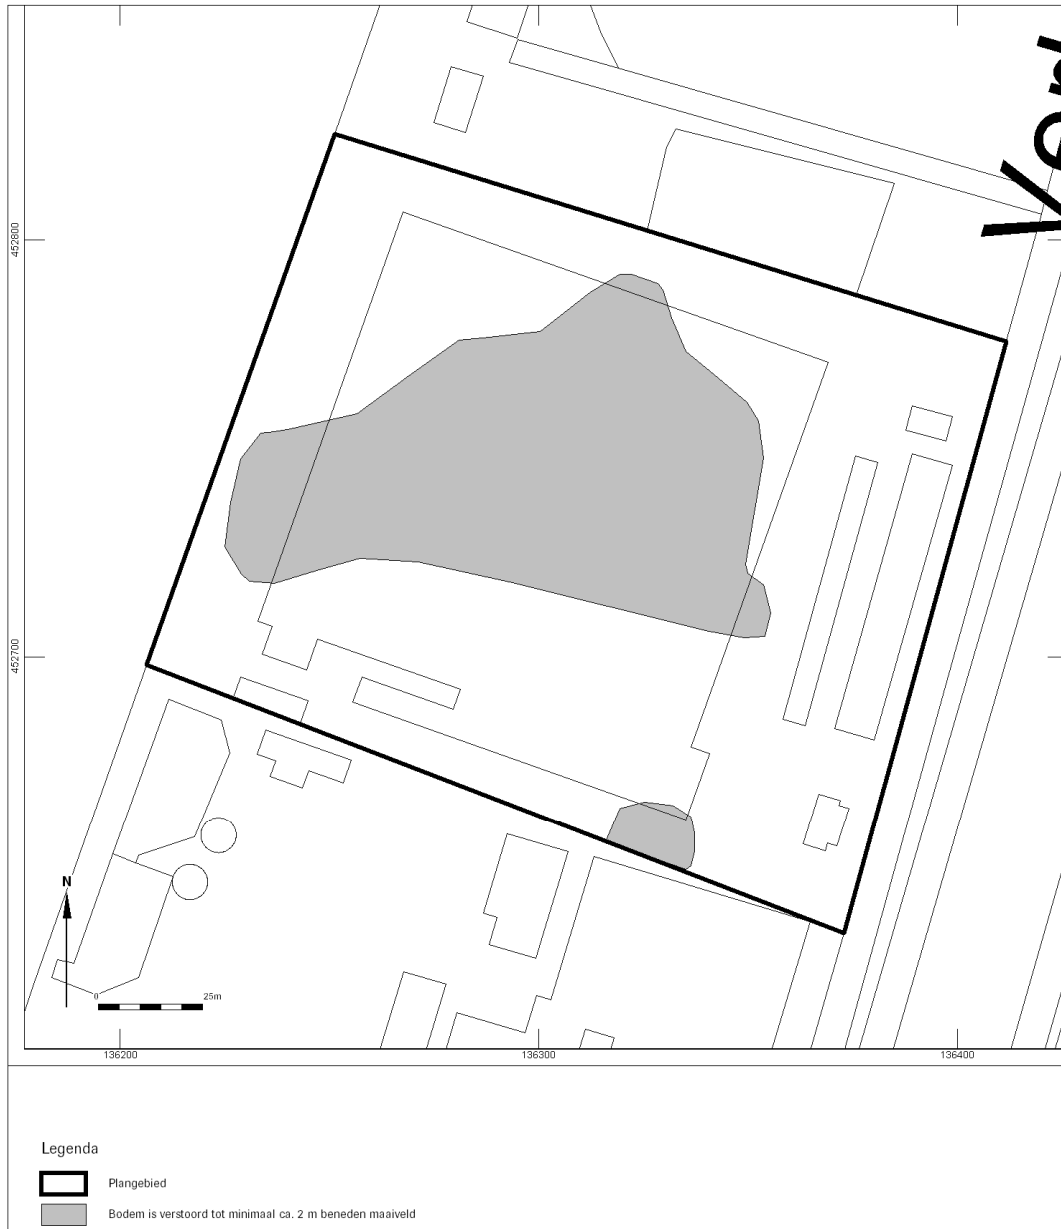 452800
452700
N
0 25m
136200 136300 136400
Legenda
Plangebied
Bodem is verstoord tot minimaal ca. 2 m beneden maaiveld